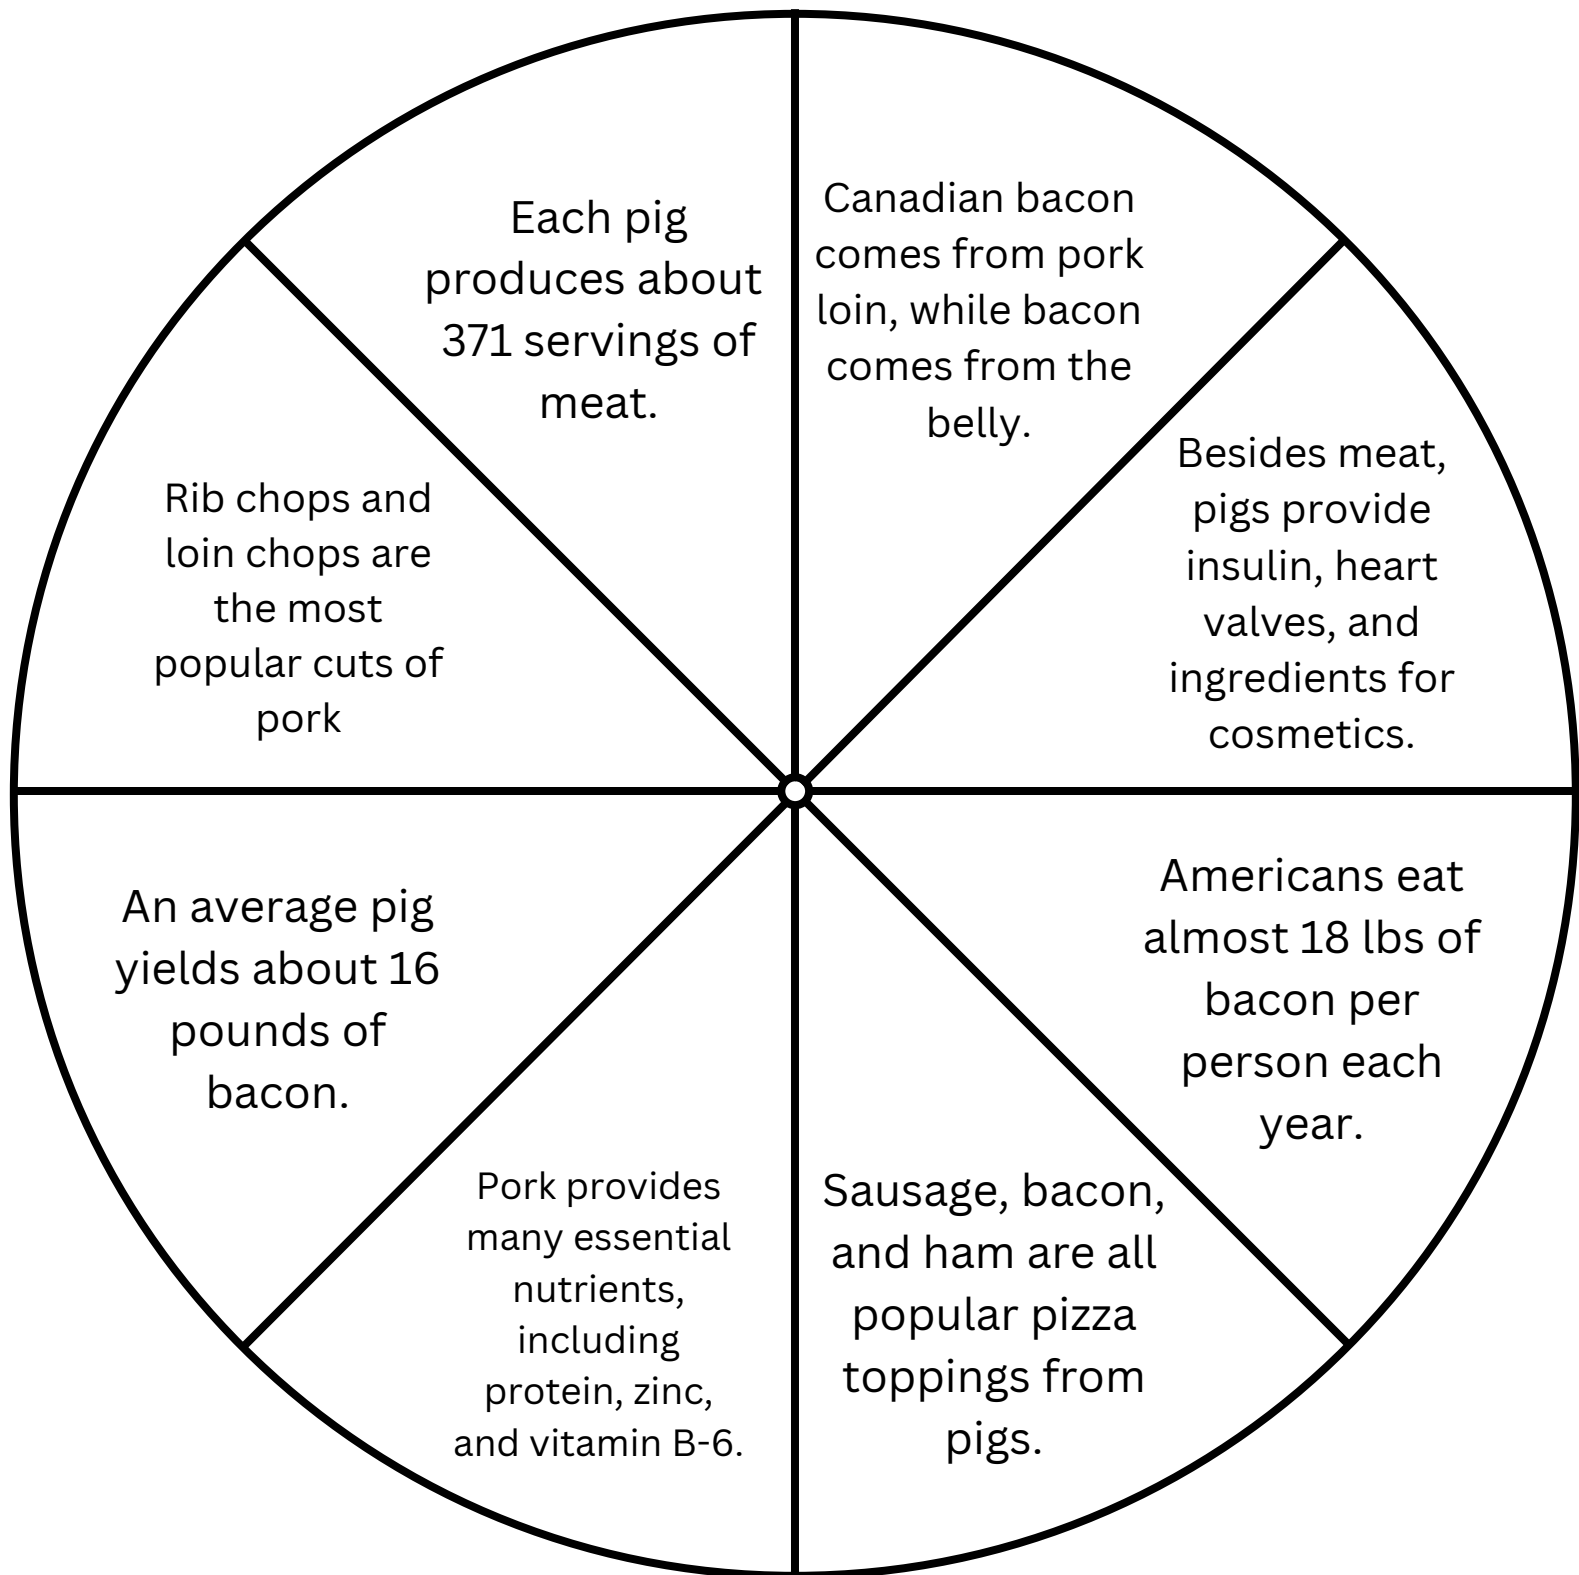 Canadian bacon
comes from pork
loin, while bacon
comes from the
belly.
Besides meat,
pigs provide
insulin, heart
valves, and
ingredients for
cosmetics.
Americans eat
almost 18 lbs of
bacon per
person each
year.
Sausage, bacon,
and ham are all
popular pizza
toppings from
pigs.
Pork provides
many essential
nutrients,
including
protein, zinc,
and vitamin B-6.
An average pig
yields about 16
pounds of
bacon.
Rib chops and
loin chops are
the most
popular cuts of
pork
Each pig
produces about
371 servings of
meat.